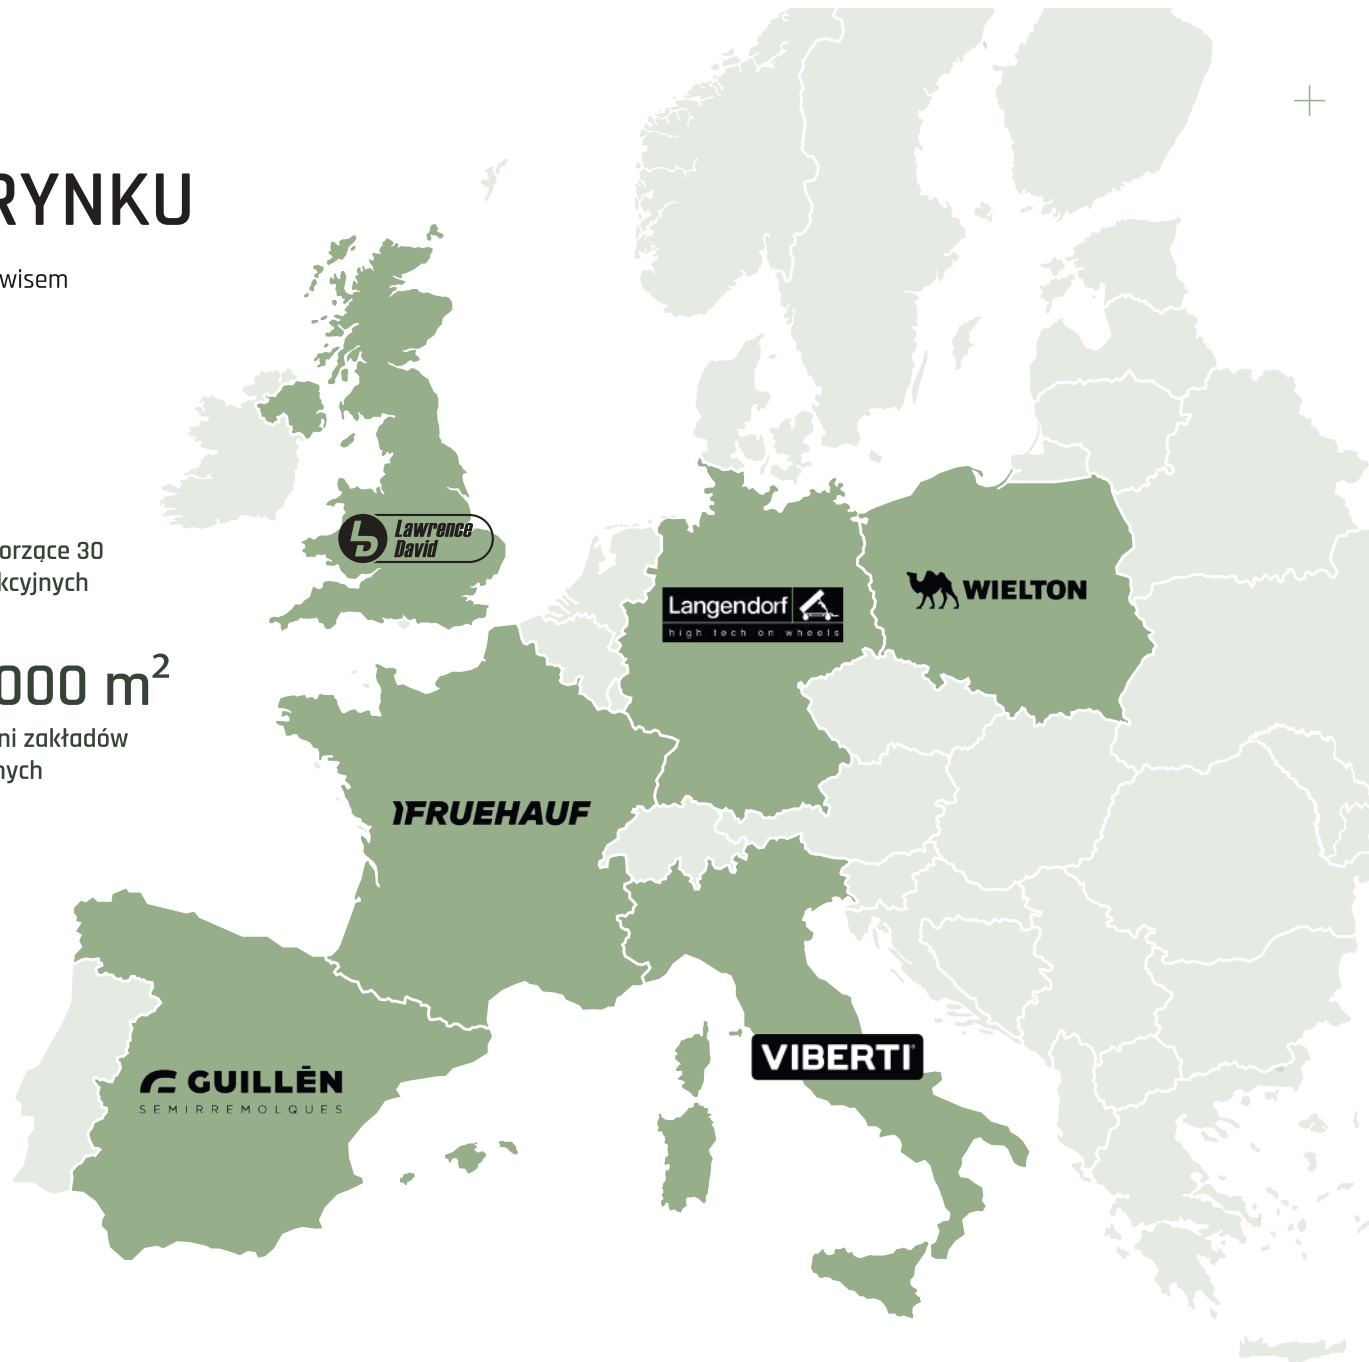 RYNKU
wisem
orzące 30
kcyjnych
000 m²
ni zakładów
nych
Lawrence
David
Langendorf
high tech on wheels
WIELTON
FRUEHAUF
VIBERTI
GUILLĒN
SEMIRREMOLQUES